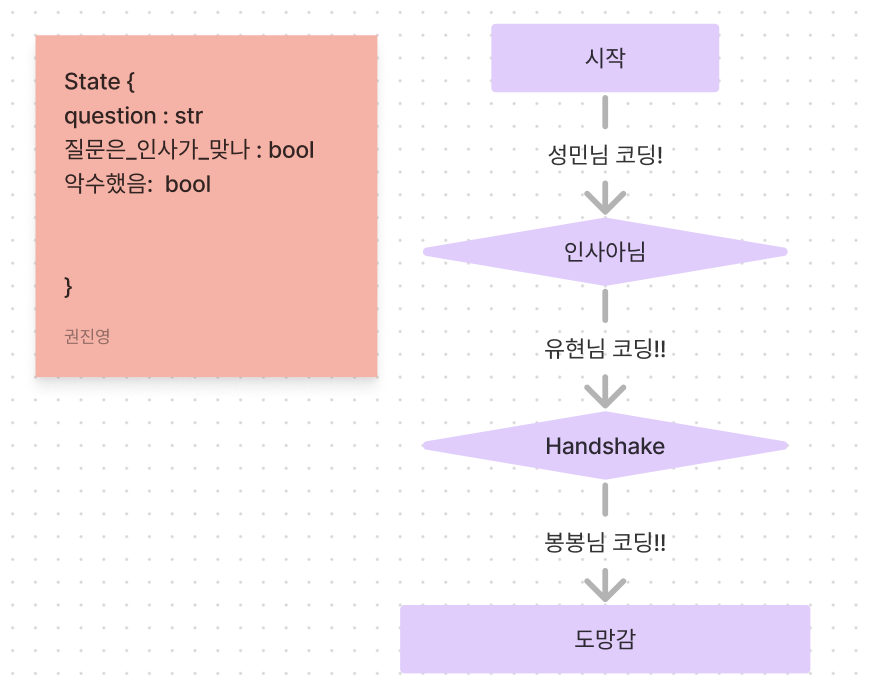 State {
question : str
질문은_인사가_맞나 : bool
악수했음:  bool
}
권진영
시작
성민님 코딩!
인사아님
유현님 코딩!!
Handshake
봉봉님 코딩!!
도망감